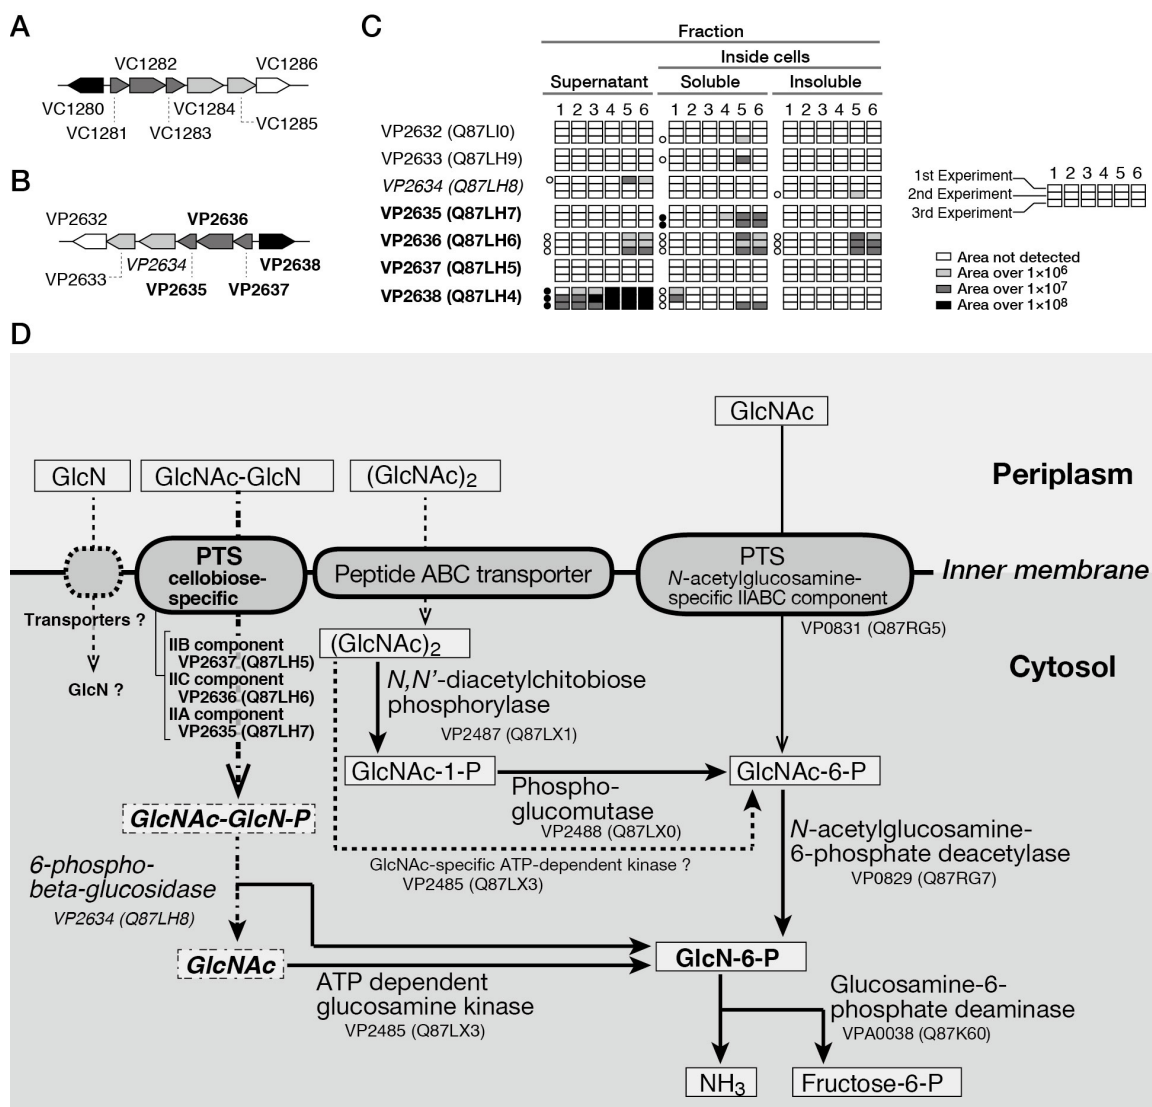 A
VC1282
VC1286
VC1280
VC1284
VC1281
VC1283
VC1285
B
VP2632
VP2636
VP2633
VP2634
VP2638
VP2635
VP2637
C
Fraction
Inside cells
Supernatant
Soluble
Insoluble
1 2 3 4 5 6
1 2 3 4 5 6
1 2 3 4 5 6
VP2632 (Q87LI0)
VP2633 (Q87LH9)
VP2634 (Q87LH8)
VP2635 (Q87LH7)
VP2636 (Q87LH6)
VP2637 (Q87LH5)
VP2638 (Q87LH4)
1 2 3 4 5 6
1st Experiment
2nd Experiment
3rd Experiment
Area not detected
Area over 1×10⁶
Area over 1×10⁷
Area over 1×10⁸
D
GlcNAc
GlcN
GlcNAc-GlcN
(GlcNAc)₂
Periplasm
PTS
cellobiose-
specific
Peptide ABC transporter
PTS
N-acetylglucosamine-
specific IIABC component
Inner membrane
VP0831 (Q87RG5)
Transporters ?
GlcN ?
IIB component
VP2637 (Q87LH5)
IIC component
VP2636 (Q87LH6)
IIA component
VP2635 (Q87LH7)
(GlcNAc)₂
Cytosol
N,N’-diacetylchitobiose
phosphorylase
VP2487 (Q87LX1)
GlcNAc-1-P
GlcNAc-6-P
Phospho-
glucomutase
VP2488 (Q87LX0)
GlcNAc-GlcN-P
GlcNAc-specific ATP-dependent kinase ?
VP2485 (Q87LX3)
N-acetylglucosamine-
6-phosphate deacetylase
VP0829 (Q87RG7)
6-phospho-
beta-glucosidase
VP2634 (Q87LH8)
GlcNAc
GlcN-6-P
ATP dependent
glucosamine kinase
VP2485 (Q87LX3)
Glucosamine-6-
phosphate deaminase
VPA0038 (Q87K60)
NH₃
Fructose-6-P